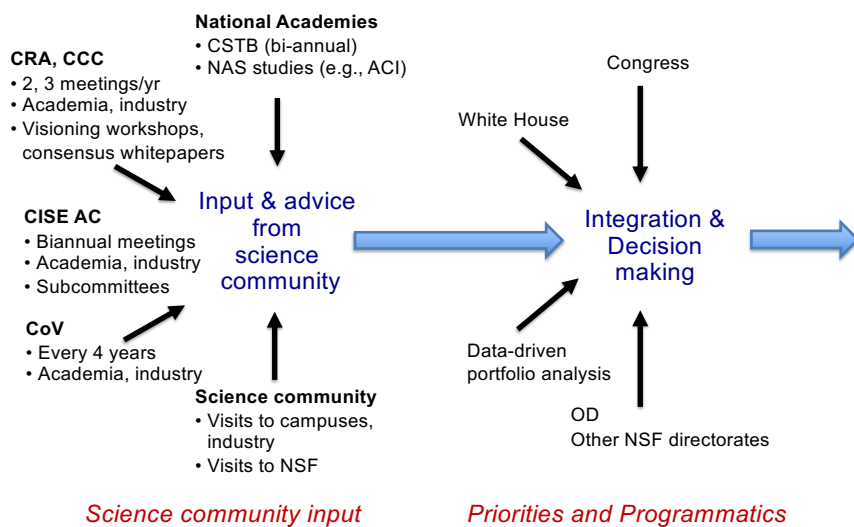 National Academies
• CSTB (bi-annual)
• NAS studies (e.g., ACI)
CRA, CCC
• 2, 3 meetings/yr
• Academia, industry
• Visioning workshops,
consensus whitepapers
CISE AC
• Biannual meetings
• Academia, industry
• Subcommittees
CoV
• Every 4 years
• Academia, industry
Science community
• Visits to campuses,
industry
• Visits to NSF
Input & advice
from
science
community
Congress
White House
Integration &
Decision
making
Data-driven
portfolio analysis
OD
Other NSF directorates
Science community input
Priorities and Programmatics